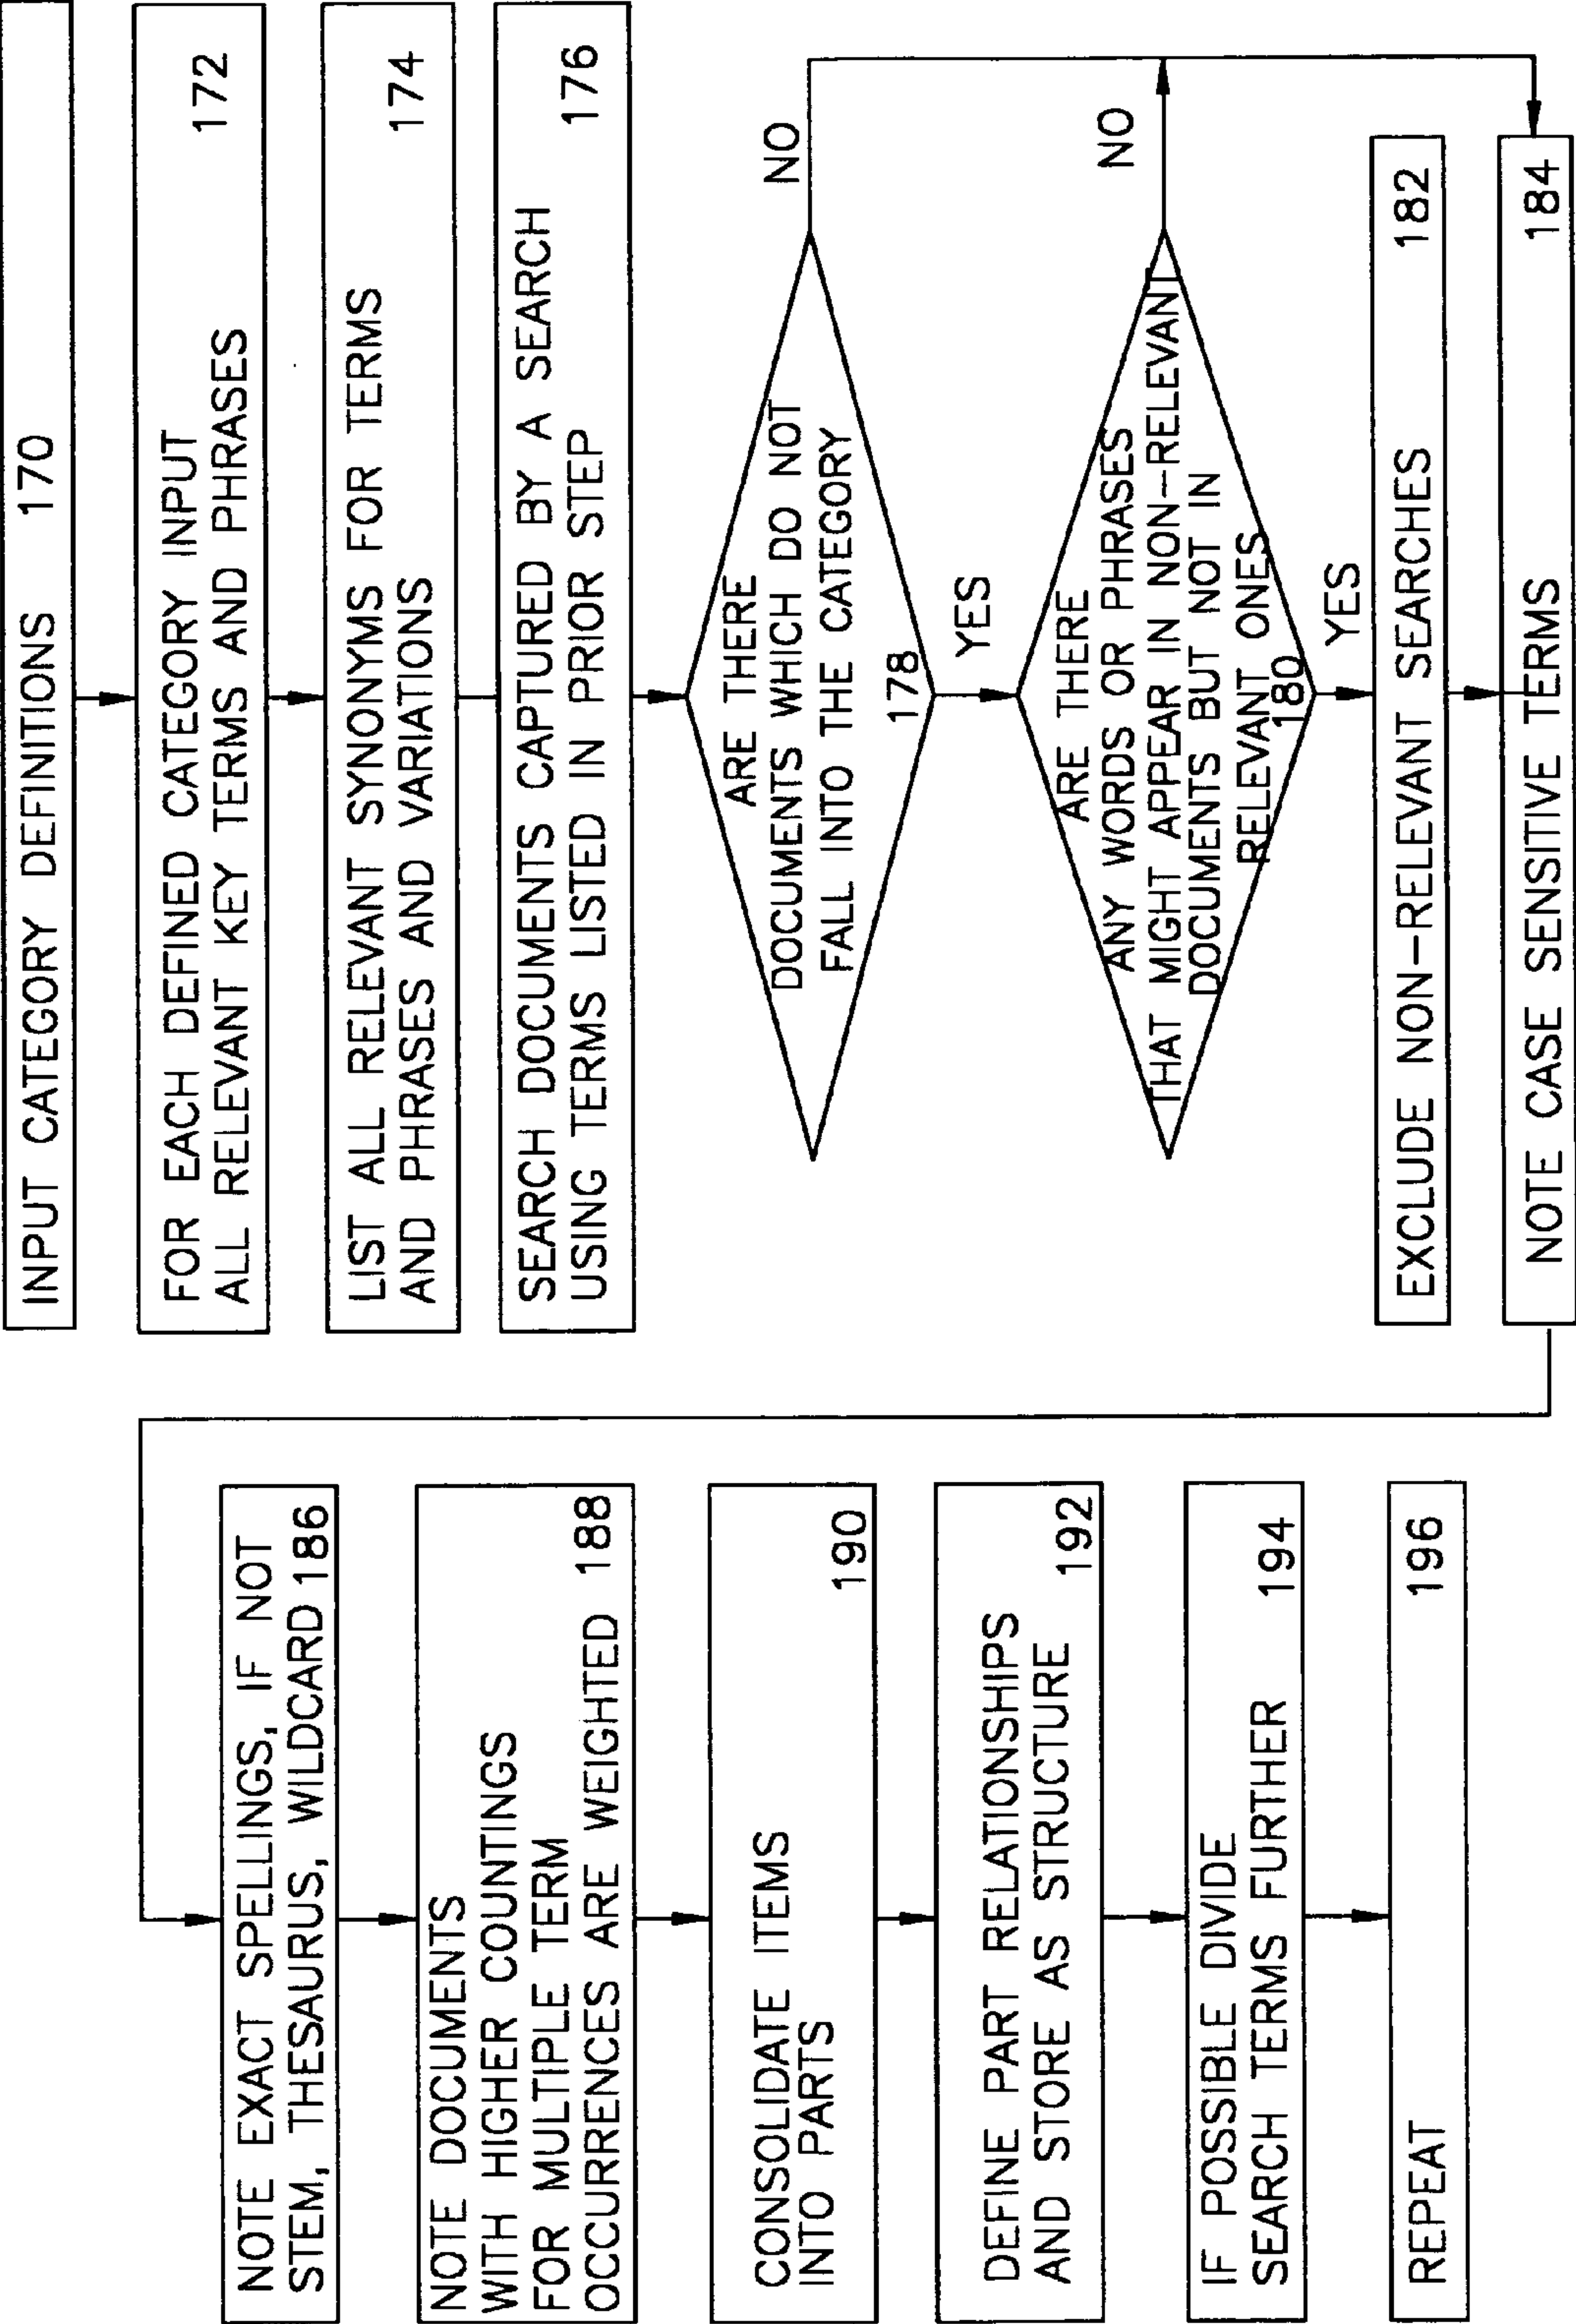 INPUT CATEGORY DEFINITIONS 170
FOR EACH DEFINED CATEGORY INPUT
ALL RELEVANT KEY TERMS AND PHRASES 172
LIST ALL RELEVANT SYNONYMS FOR TERMS
AND PHRASES AND VARIATIONS 174
SEARCH DOCUMENTS CAPTURED BY A SEARCH
USING TERMS LISTED IN PRIOR STEP 176
ARE THERE
DOCUMENTS WHICH DO NOT
FALL INTO THE CATEGORY
178
NO
YES
ARE THERE
ANY WORDS OR PHRASES
THAT MIGHT APPEAR IN NON-RELEVANT
DOCUMENTS BUT NOT IN
RELEVANT ONES
180
NO
YES
EXCLUDE NON-RELEVANT SEARCHES 182
NOTE CASE SENSITIVE TERMS 184
NOTE EXACT SPELLINGS, IF NOT
STEM, THESAURUS, WILDCARD 186
NOTE DOCUMENTS
WITH HIGHER COUNTINGS
FOR MULTIPLE TERM
OCCURRENCES ARE WEIGHTED 188
CONSOLIDATE ITEMS
INTO PARTS
190
DEFINE PART RELATIONSHIPS
AND STORE AS STRUCTURE
192
IF POSSIBLE DIVIDE
SEARCH TERMS FURTHER 194
REPEAT 196